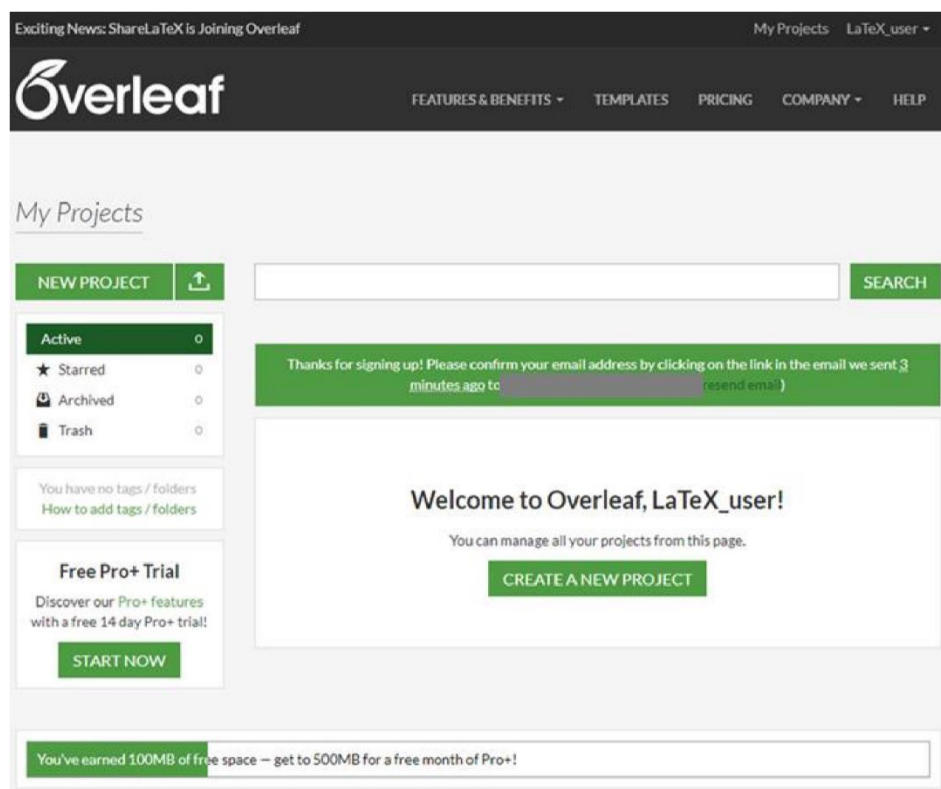 Exciting News: ShareLaTeX is Joining Overleaf
My Projects LaTeX_user
Overleaf
FEATURES & BENEFITS TEMPLATES PRICING COMPANY HELP
My Projects
NEW PROJECT
SEARCH
Active 0
Starred 0
Archived 0
Trash 0
You have no tags / folders
How to add tags / folders
Free Pro+ Trial
Discover our Pro+ features
with a free 14 day Pro+ trial!
START NOW
Thanks for signing up! Please confirm your email address by clicking on the link in the email we sent 3
minutes ago to resend email)
Welcome to Overleaf, LaTeX_user!
You can manage all your projects from this page.
CREATE A NEW PROJECT
You've earned 100MB of free space — get to 500MB for a free month of Pro+!